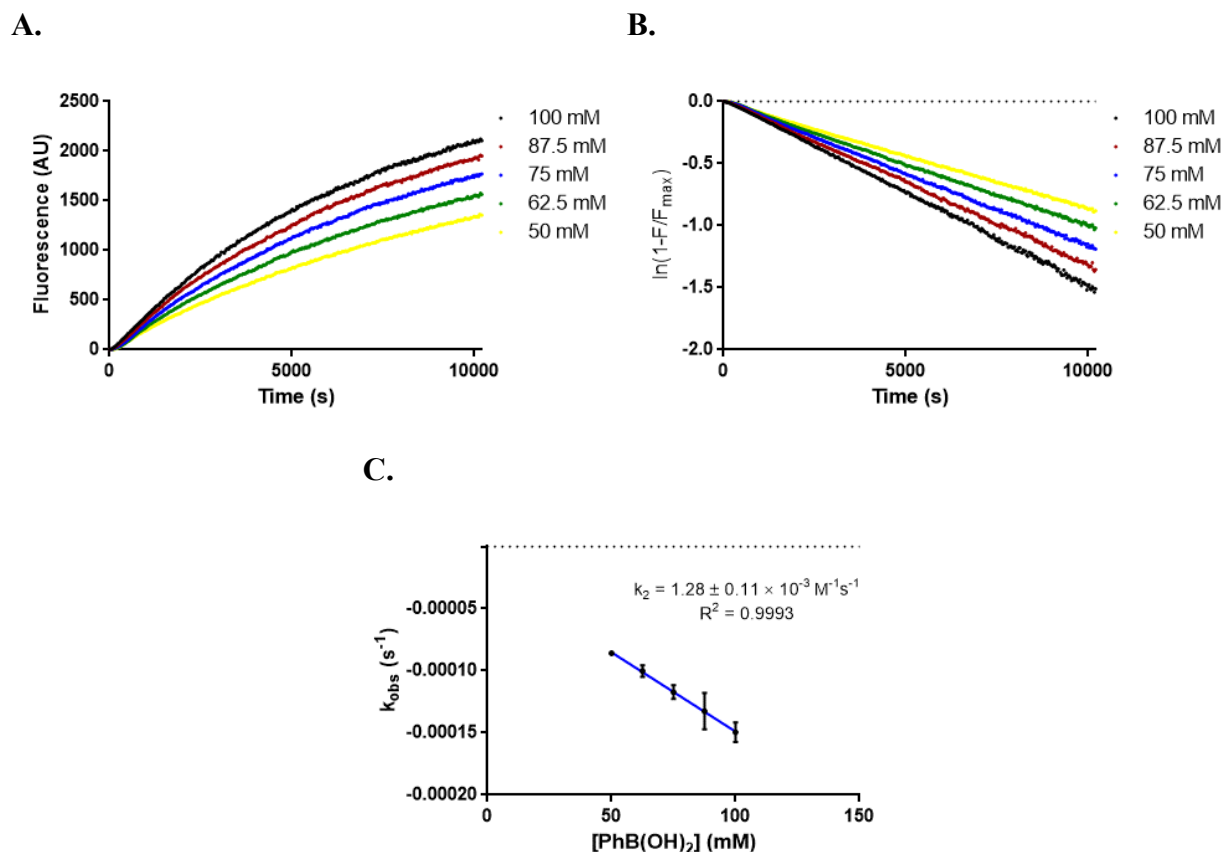 A.
2500
2000
1500
1000
500
0
0
5000
10000
Fluorescence (AU)
Time (s)
100 mM
87.5 mM
75 mM
62.5 mM
50 mM
B.
0.0
-0.5
-1.0
-1.5
-2.0
0
5000
10000
ln(1-F/Fmax)
Time (s)
100 mM
87.5 mM
75 mM
62.5 mM
50 mM
C.
k₂ = 1.28 ± 0.11 × 10⁻³ M⁻¹s⁻¹
R² = 0.9993
-0.00005
-0.00010
-0.00015
-0.00020
0
50
100
150
kobs (s⁻¹)
[PhB(OH)₂] (mM)